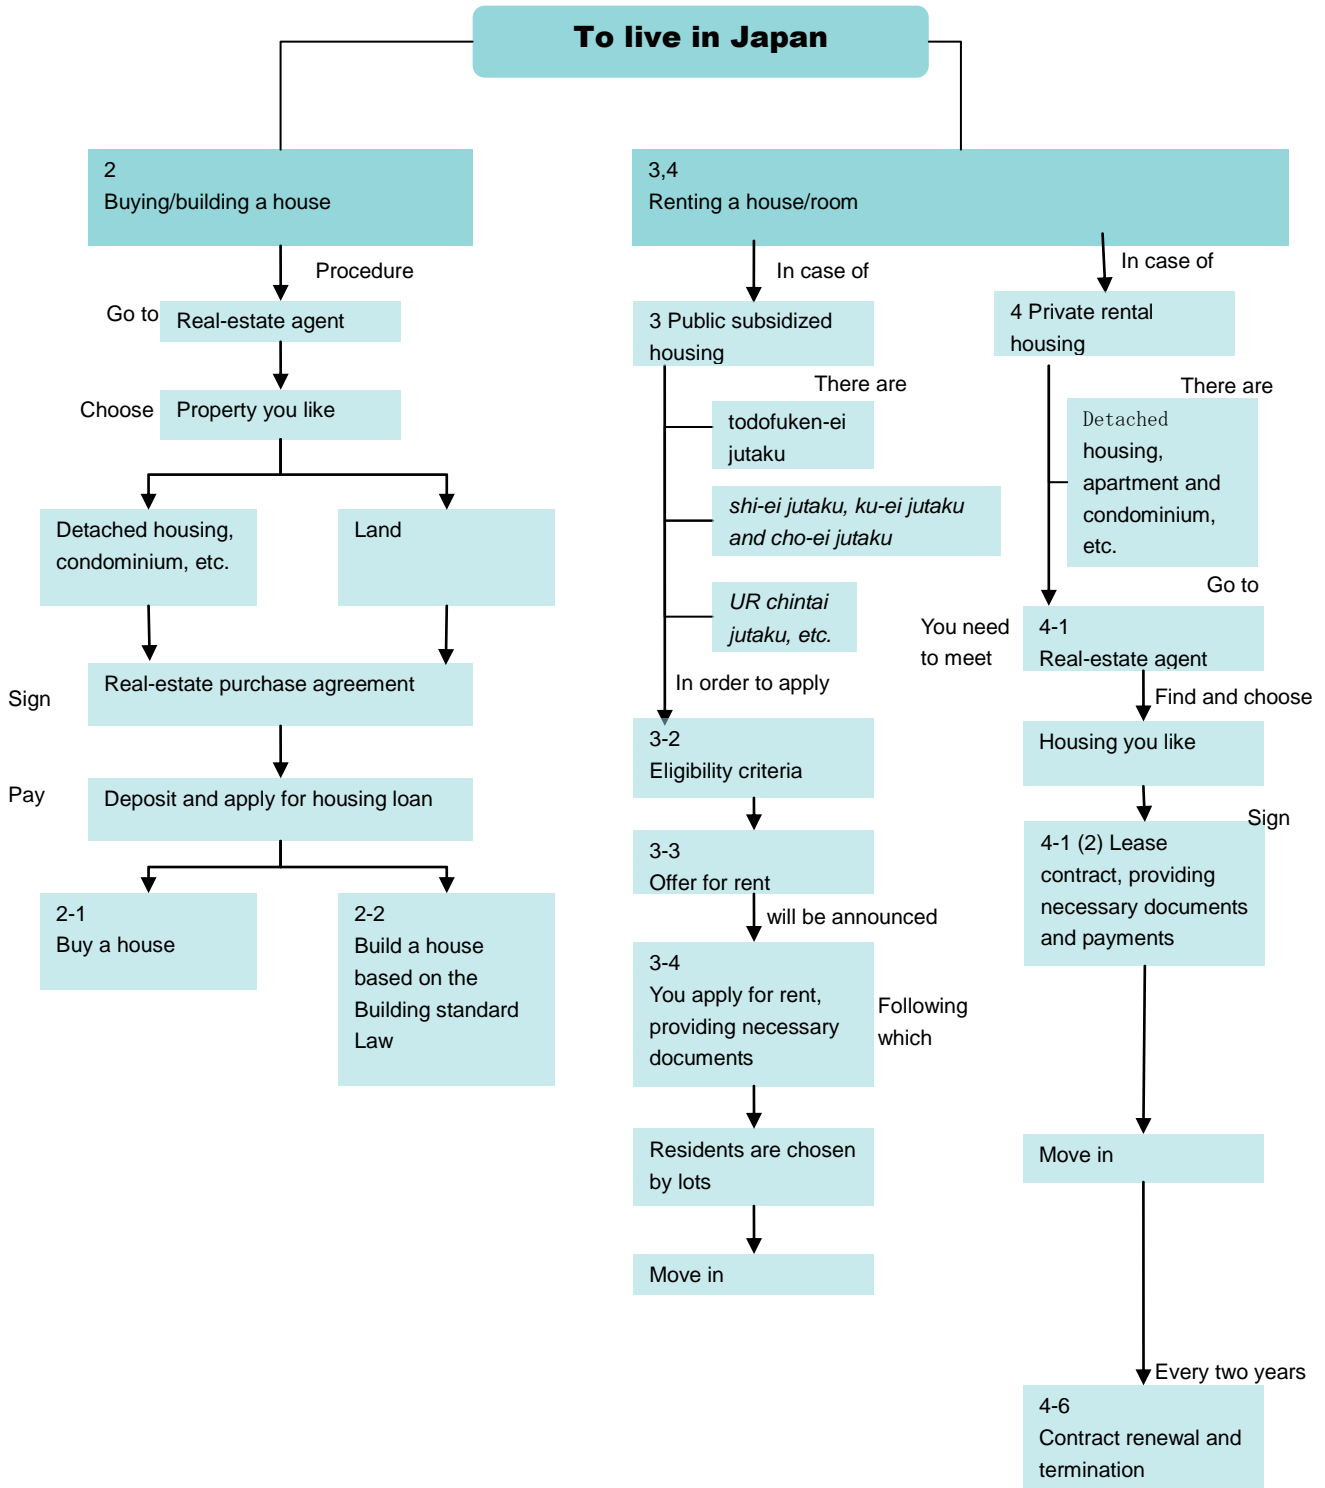 To live in Japan
2
Buying/building a house
Procedure
Go to
Real-estate agent
Choose
Property you like
Detached housing,
condominium, etc.
Land
Sign
Real-estate purchase agreement
Pay
Deposit and apply for housing loan
2-1
Buy a house
2-2
Build a house
based on the
Building standard
Law
3,4
Renting a house/room
In case of
3 Public subsidized
housing
There are
todofuken-ei
jutaku
shi-ei jutaku, ku-ei jutaku
and cho-ei jutaku
UR chintai
jutaku, etc.
In order to apply
You need
to meet
3-2
Eligibility criteria
3-3
Offer for rent
will be announced
3-4
You apply for rent,
providing necessary
documents
Following
which
Residents are chosen
by lots
Move in
In case of
4 Private rental
housing
There are
Detached
housing,
apartment and
condominium,
etc.
Go to
4-1
Real-estate agent
Find and choose
Housing you like
Sign
4-1 (2) Lease
contract, providing
necessary documents
and payments
Move in
Every two years
4-6
Contract renewal and
termination